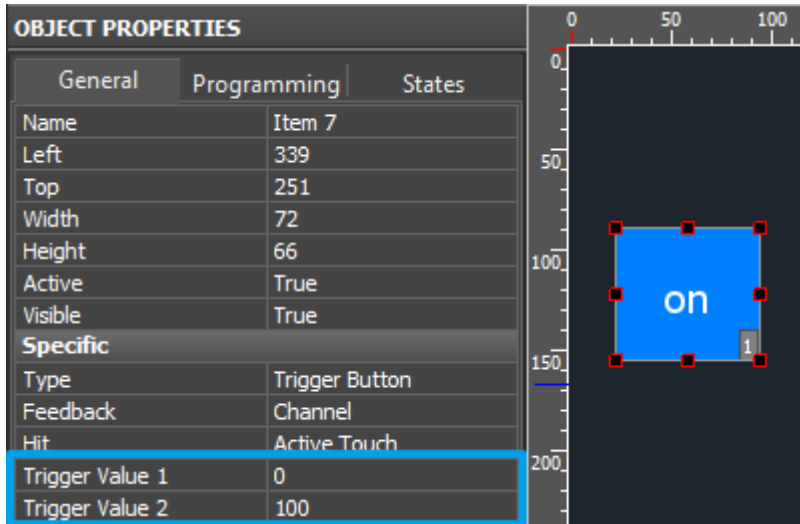 OBJECT PROPERTIES
General Programming States
Name Item 7
Left 339
Top 251
Width 72
Height 66
Active True
Visible True
Specific
Type Trigger Button
Feedback Channel
Hit Active Touch
Trigger Value 1 0
Trigger Value 2 100
0 50 100
0
50
100
150
200
on
1